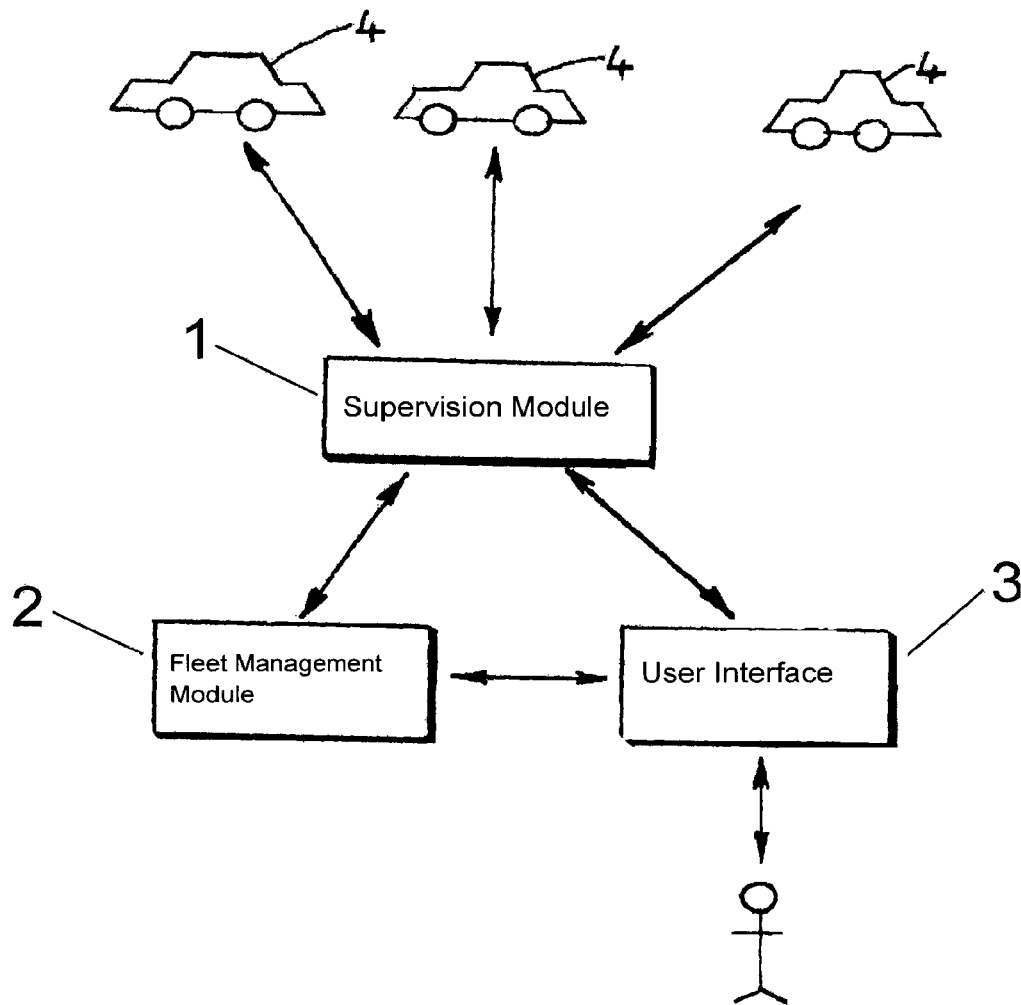 4
4
4
1
Supervision Module
2
3
Fleet Management
Module
User Interface